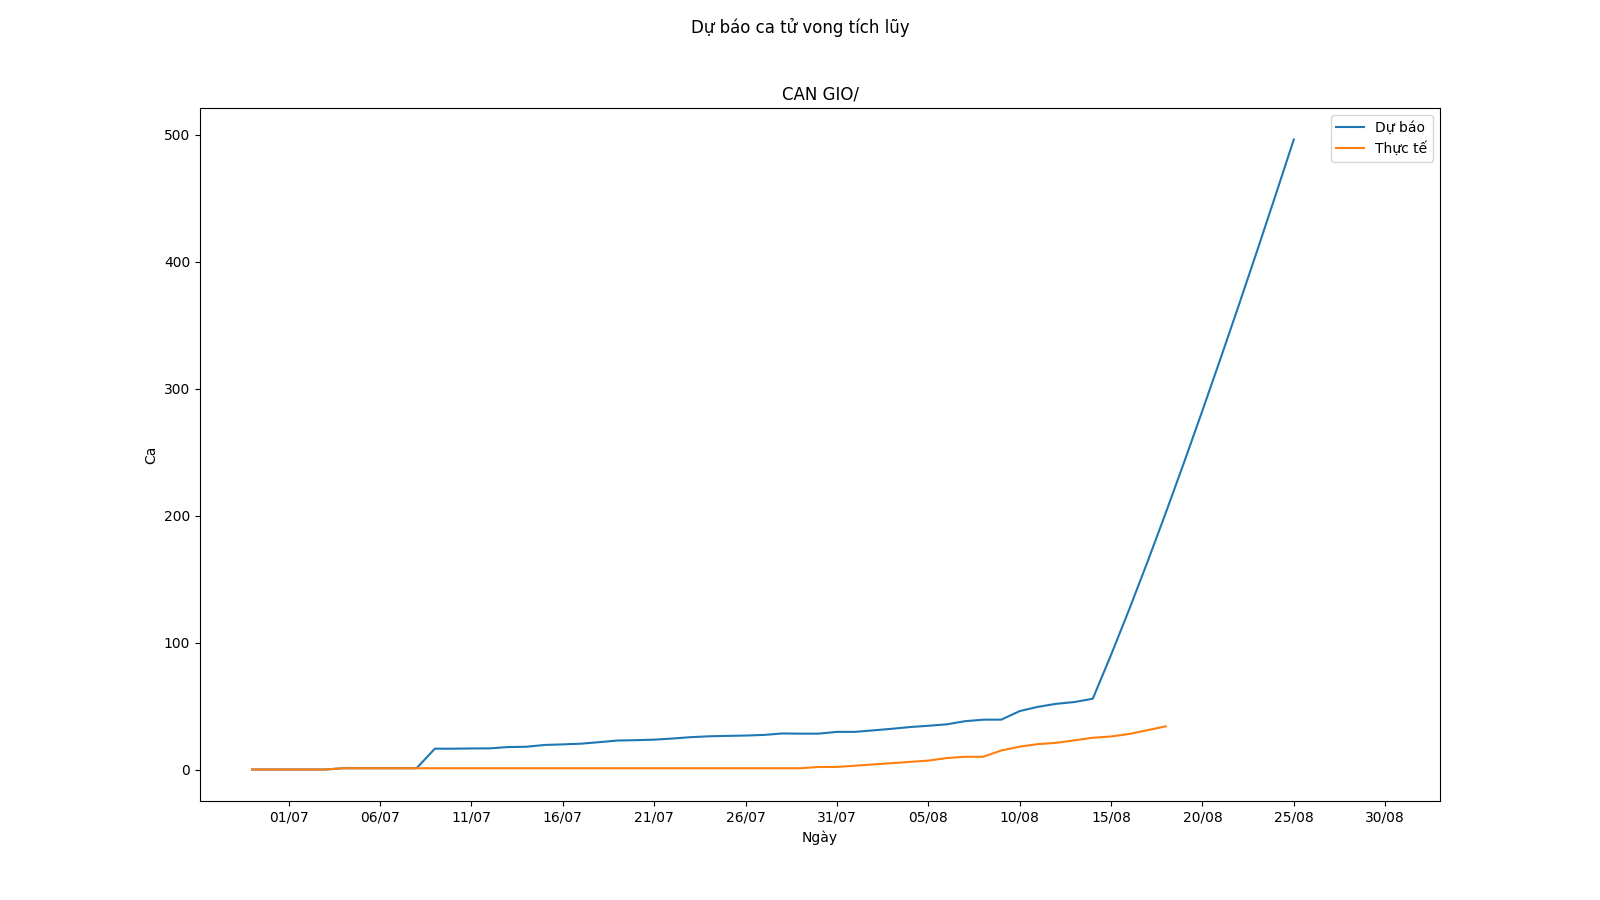 Dự báo ca tử vong tích lũy
CAN GIO/
Dự báo
Thực tế
500
400
300
200
100
0
Ca
01/07 06/07 11/07 16/07 21/07 26/07 31/07 05/08 10/08 15/08 20/08 25/08 30/08
Ngày